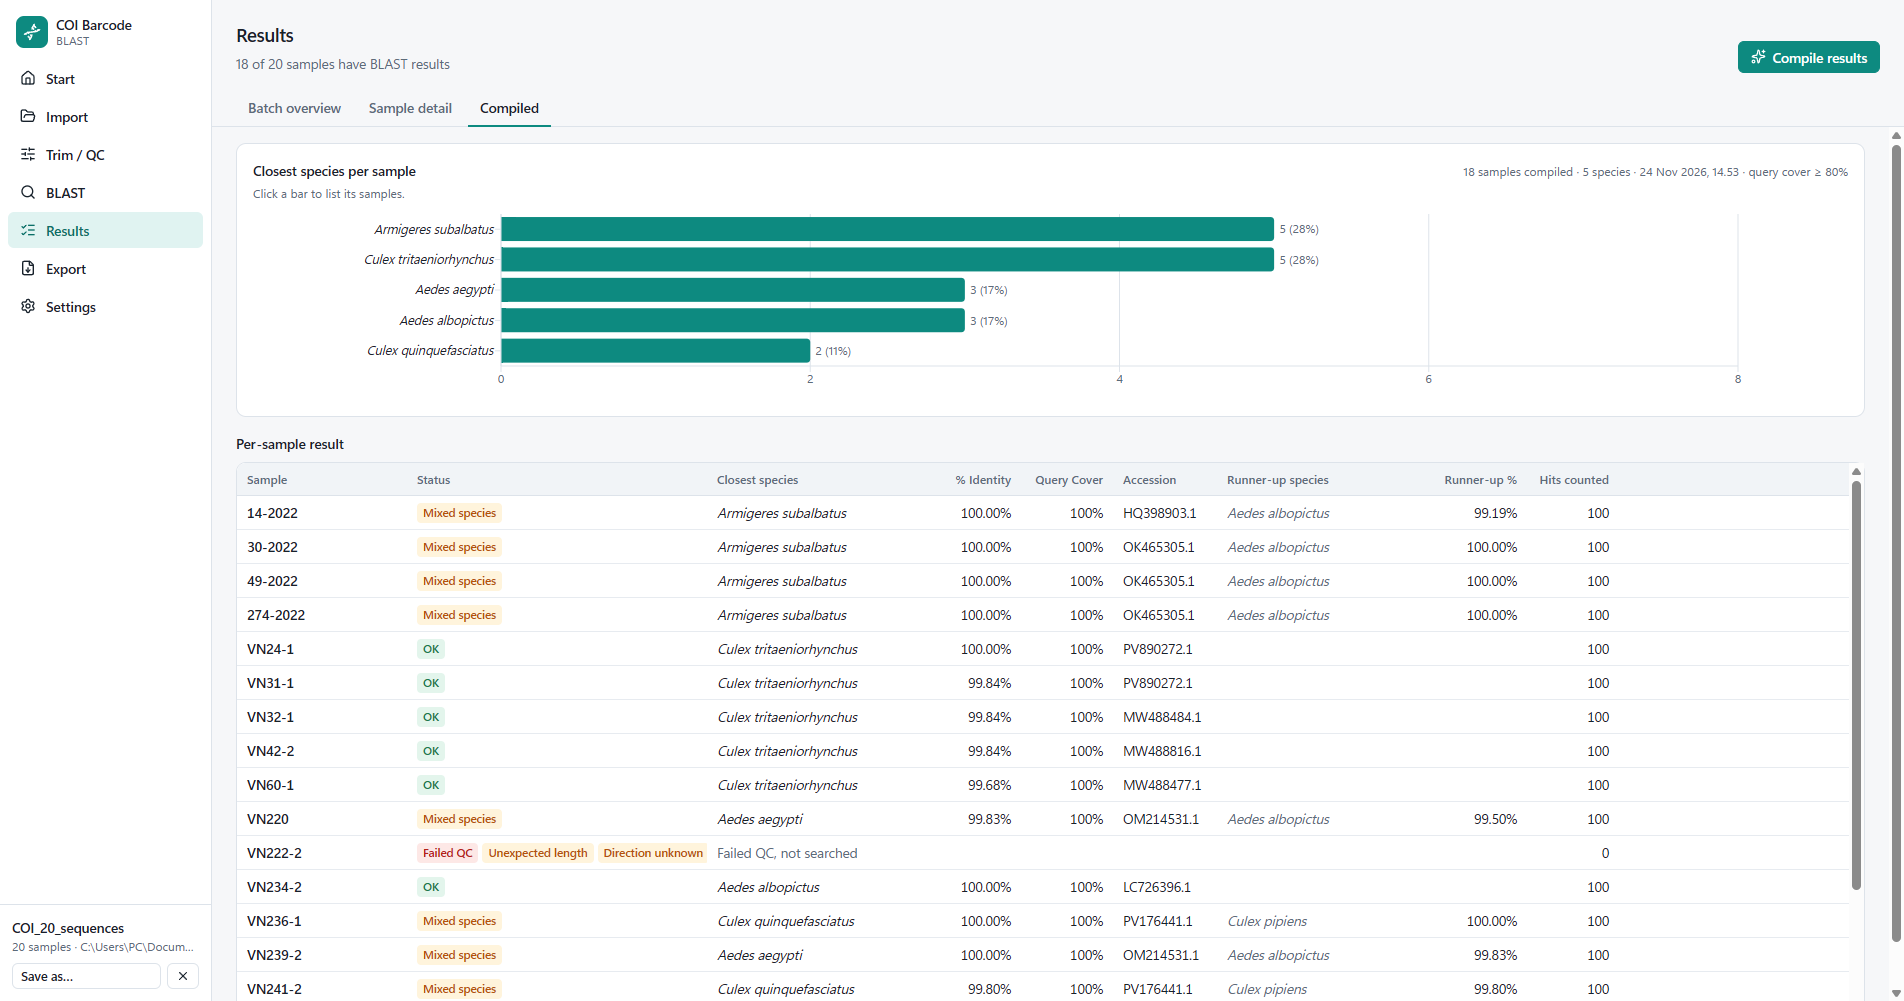 COI Barcode
BLAST
Start
Import
Trim / QC
BLAST
Results
Export
Settings
COI_20_sequences
20 samples · C:\Users\PC\Docum...
Save as...
Results
18 of 20 samples have BLAST results
Compile results
Batch overview Sample detail Compiled
Closest species per sample
18 samples compiled · 5 species · 24 Nov 2026, 14.53 · query cover ≥ 80%
Click a bar to list its samples.
Armigeres subalbatus 5 (28%)
Culex tritaeniorhynchus 5 (28%)
Aedes aegypti 3 (17%)
Aedes albopictus 3 (17%)
Culex quinquefasciatus 2 (11%)
0 2 4 6 8
Per-sample result
Sample Status Closest species % Identity Query Cover Accession Runner-up species Runner-up % Hits counted
14-2022 Mixed species Armigeres subalbatus 100.00% 100% HQ398903.1 Aedes albopictus 99.19% 100
30-2022 Mixed species Armigeres subalbatus 100.00% 100% OK465305.1 Aedes albopictus 100.00% 100
49-2022 Mixed species Armigeres subalbatus 100.00% 100% OK465305.1 Aedes albopictus 100.00% 100
274-2022 Mixed species Armigeres subalbatus 100.00% 100% OK465305.1 Aedes albopictus 100.00% 100
VN24-1 OK Culex tritaeniorhynchus 100.00% 100% PV890272.1 100
VN31-1 OK Culex tritaeniorhynchus 99.84% 100% PV890272.1 100
VN32-1 OK Culex tritaeniorhynchus 99.84% 100% MW488484.1 100
VN42-2 OK Culex tritaeniorhynchus 99.84% 100% MW488816.1 100
VN60-1 OK Culex tritaeniorhynchus 99.68% 100% MW488477.1 100
VN220 Mixed species Aedes aegypti 99.83% 100% OM214531.1 Aedes albopictus 99.50% 100
VN222-2 Failed QC Unexpected length Direction unknown Failed QC, not searched 0
VN234-2 OK Aedes albopictus 100.00% 100% LC726396.1 100
VN236-1 Mixed species Culex quinquefasciatus 100.00% 100% PV176441.1 Culex pipiens 100.00% 100
VN239-2 Mixed species Aedes aegypti 100.00% 100% OM214531.1 Aedes albopictus 99.83% 100
VN241-2 Mixed species Culex quinquefasciatus 99.80% 100% PV176441.1 Culex pipiens 99.80% 100